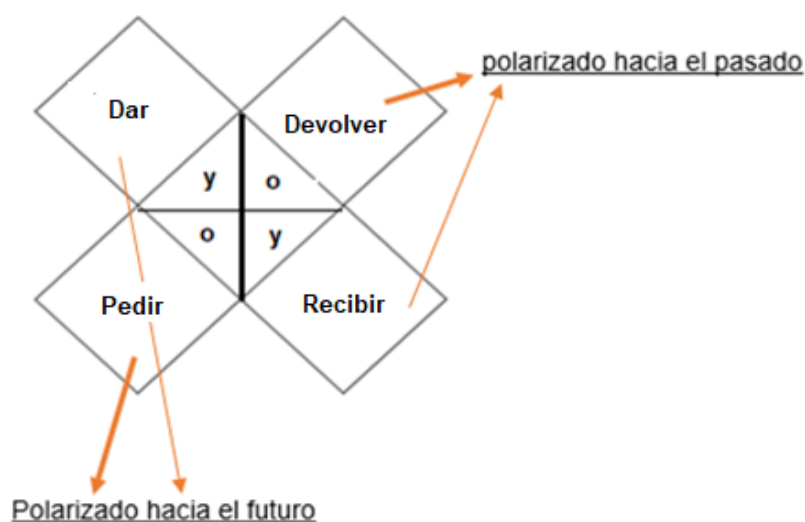 polarizado hacia el pasado
Dar
Devolver
y
o
o
y
Pedir
Recibir
Polarizado hacia el futuro